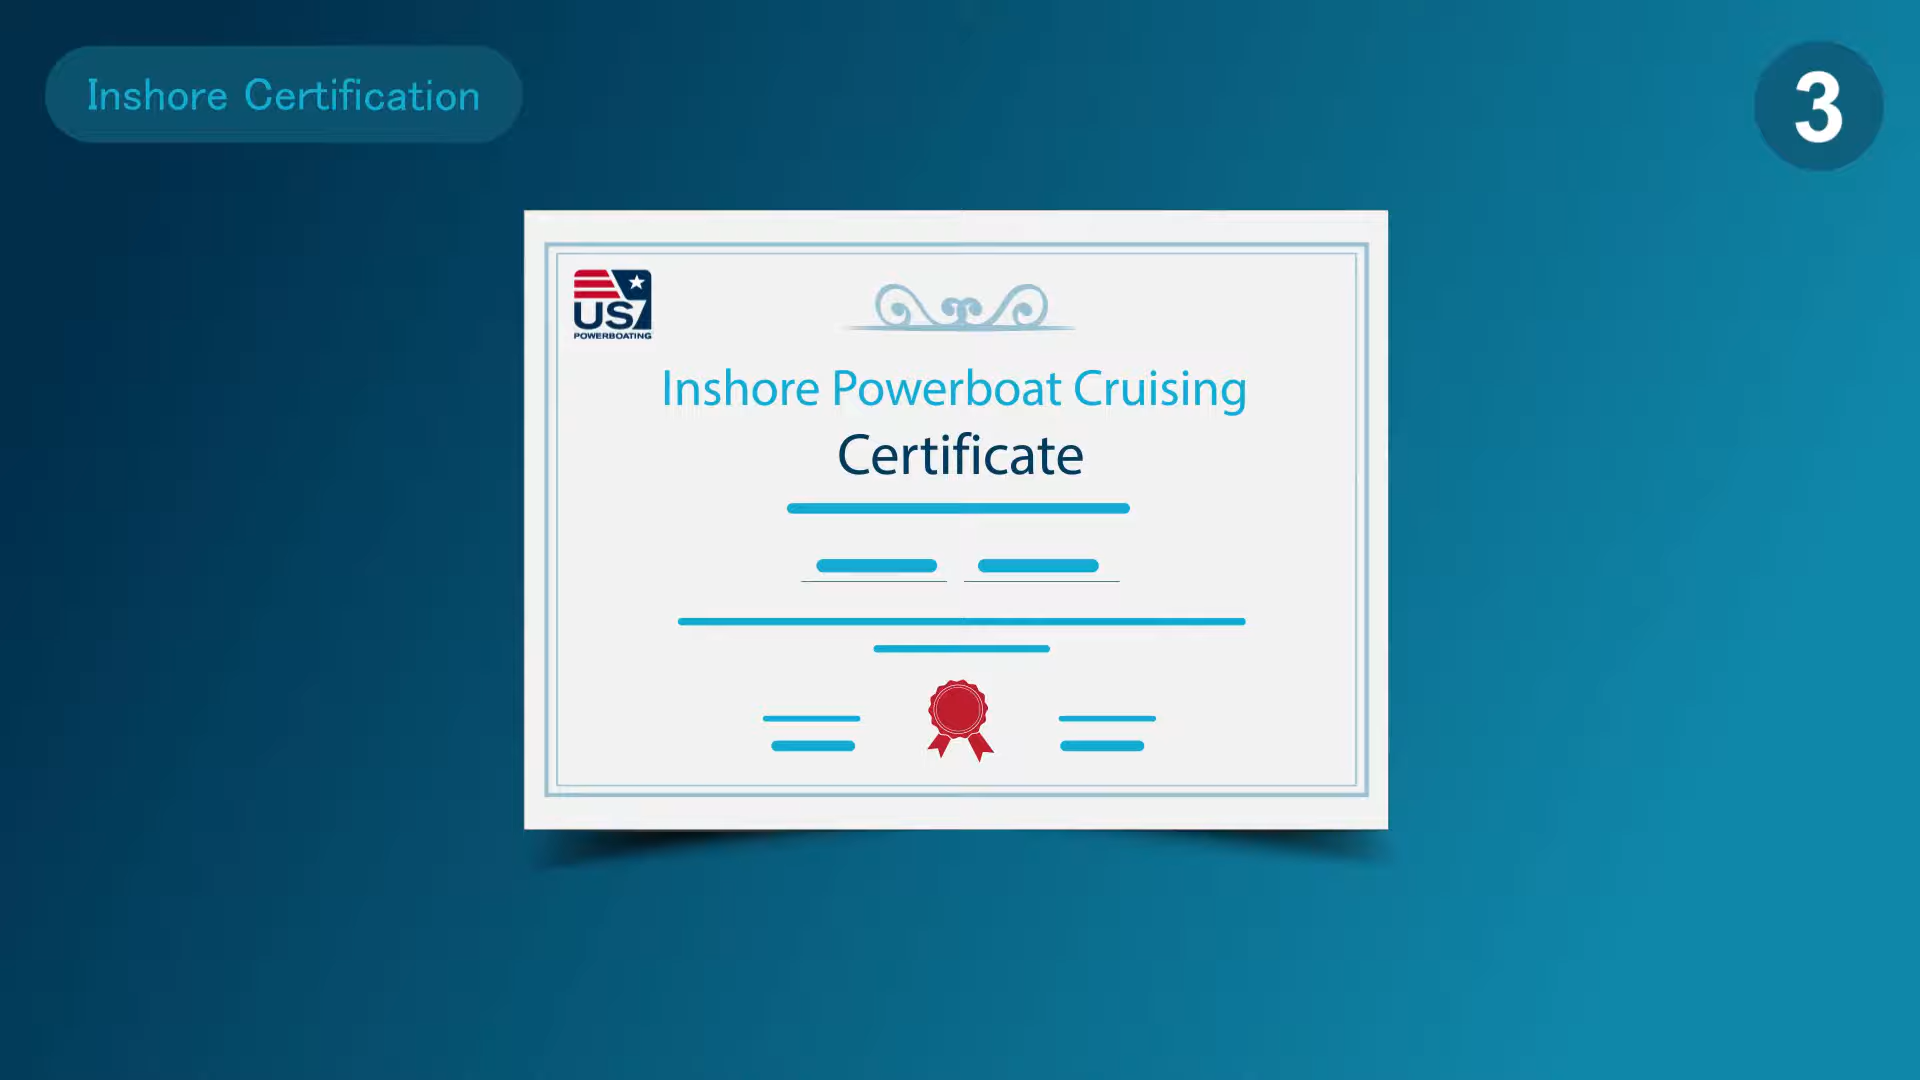 Inshore Certification
3
US
POWERBOATING
Inshore Powerboat Cruising
Certificate